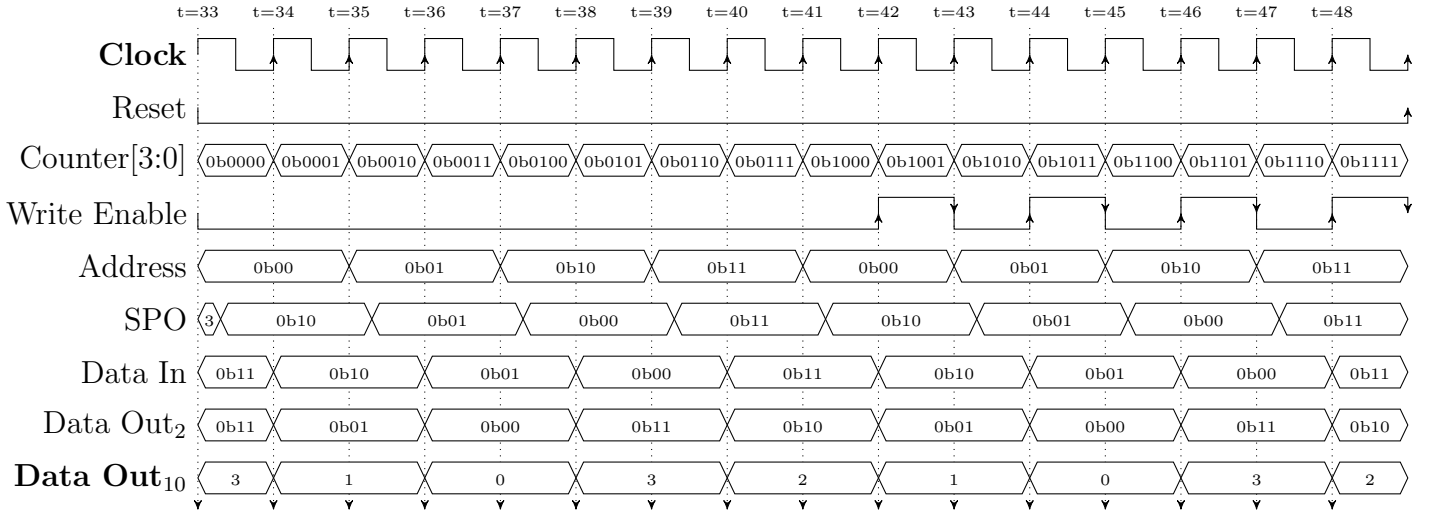 t=33 t=34 t=35 t=36 t=37 t=38 t=39 t=40 t=41 t=42 t=43 t=44 t=45 t=46 t=47 t=48
Clock
Reset
Counter[3:0] 0b0000 0b0001 0b0010 0b0011 0b0100 0b0101 0b0110 0b0111 0b1000 0b1001 0b1010 0b1011 0b1100 0b1101 0b1110 0b1111
Write Enable
Address 0b00 0b01 0b10 0b11 0b00 0b01 0b10 0b11
SPO 3 0b10 0b01 0b00 0b11 0b10 0b01 0b00 0b11
Data In 0b11 0b10 0b01 0b00 0b11 0b10 0b01 0b00 0b11
Data Out₂ 0b11 0b01 0b00 0b11 0b10 0b01 0b00 0b11 0b10
Data Out₁₀ 3 1 0 3 2 1 0 3 2